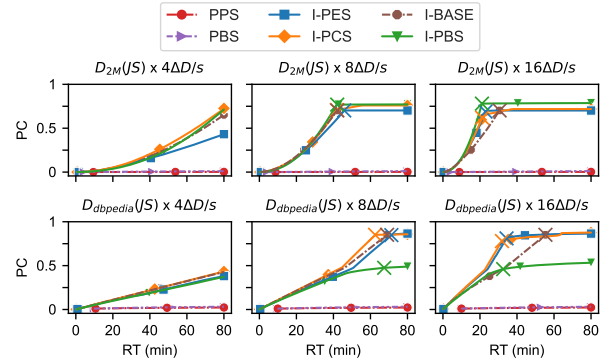 PPS I-PES I-BASE
PBS I-PCS I-PBS
D2M(JS) x 4ΔD/s D2M(JS) x 8ΔD/s D2M(JS) x 16ΔD/s
PC
1
0.5
0
Ddbpedia(JS) x 4ΔD/s Ddbpedia(JS) x 8ΔD/s Ddbpedia(JS) x 16ΔD/s
PC
1
0.5
0
0 20 40 60 80 0 20 40 60 80 0 20 40 60 80
RT (min) RT (min) RT (min)